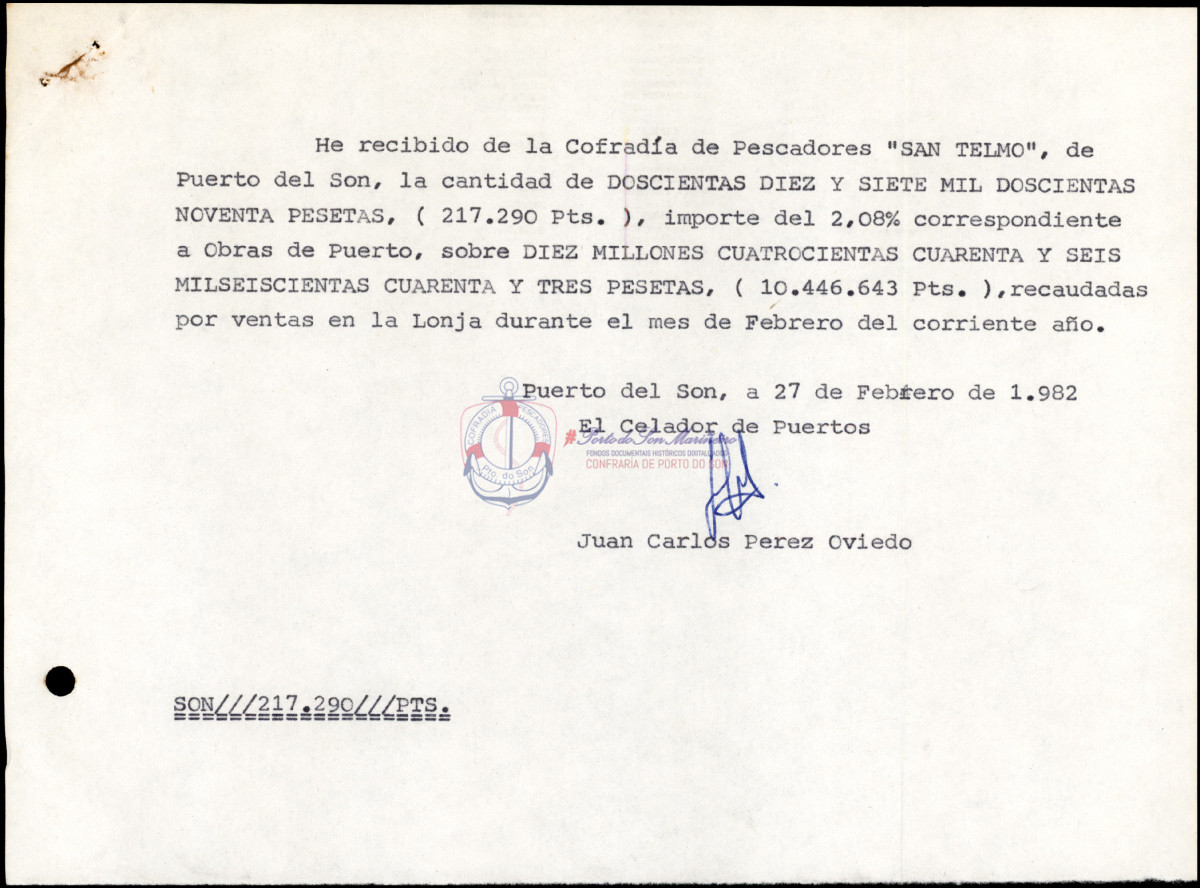 He recibido de la Cofradía de Pescadores "SAN TELMO", de
Puerto del Son, la cantidad de DOSCIENTAS DIEZ Y SIETE MIL DOSCIENTAS
NOVENTA PESETAS, ( 217.290 Pts. ), importe del 2,08% correspondiente
a Obras de Puerto, sobre DIEZ MILLONES CUATROCIENTAS CUARENTA Y SEIS
MILSEISCIENTAS CUARENTA Y TRES PESETAS, ( 10.446.643 Pts. ),recaudadas
por ventas en la Lonja durante el mes de Febrero del corriente año.
Puerto del Son, a 27 de Febrero de 1.982
El Celador de Puertos
COFRADIA PESCADORES
Pto. do Son
#Porto do Son Mariñeiro
FONDOS DOCUMENTAIS HISTÓRICOS DIXITALIZADOS
CONFRARÍA DE PORTO DO SON
Juan Carlos Perez Oviedo
SON///217.290///PTS.